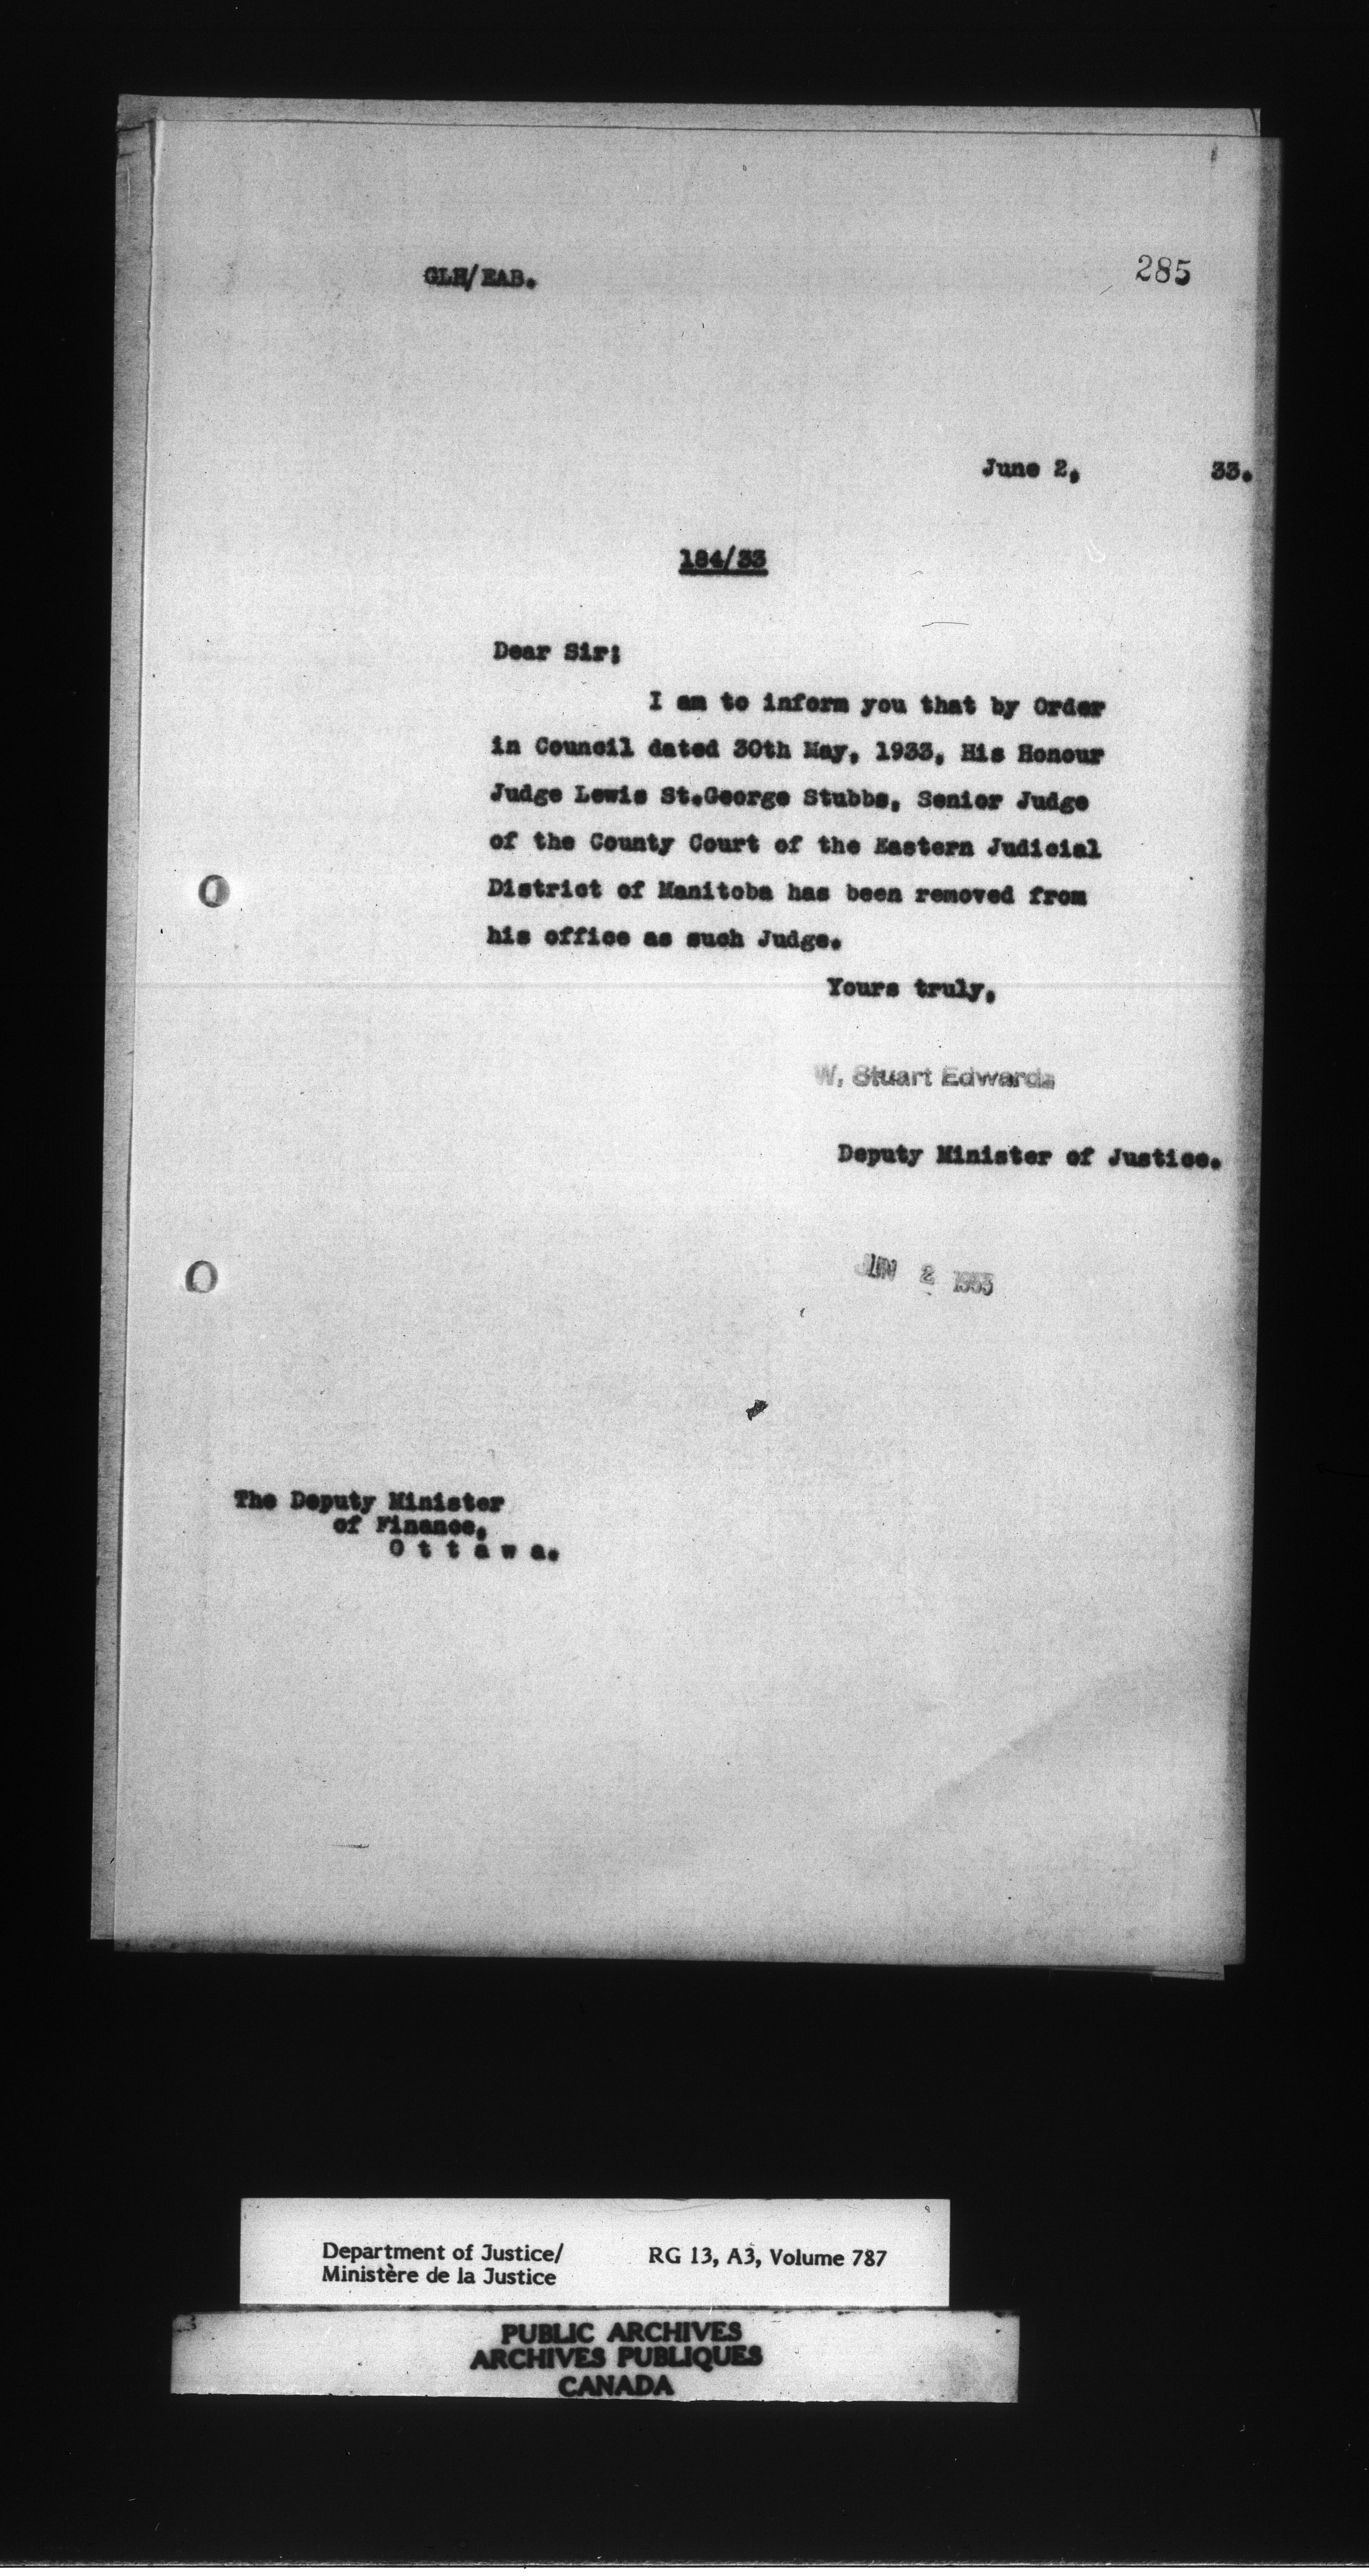 GLH/EAB.
285
June 2, 33.
184/33
Dear Sir:
I am to inform you that by Order
in Council dated 30th May, 1933, His Honour
Judge Lewis St.George Stubbs, Senior Judge
of the County Court of the Eastern Judicial
District of Manitoba has been removed from
his office as such Judge.
Yours truly,
W. Stuart Edwards
Deputy Minister of Justice.
JUN 2 1933
The Deputy Minister
of Finance,
O t t a w a.
Department of Justice/ RG 13, A3, Volume 787
Ministère de la Justice
PUBLIC ARCHIVES
ARCHIVES PUBLIQUES
CANADA